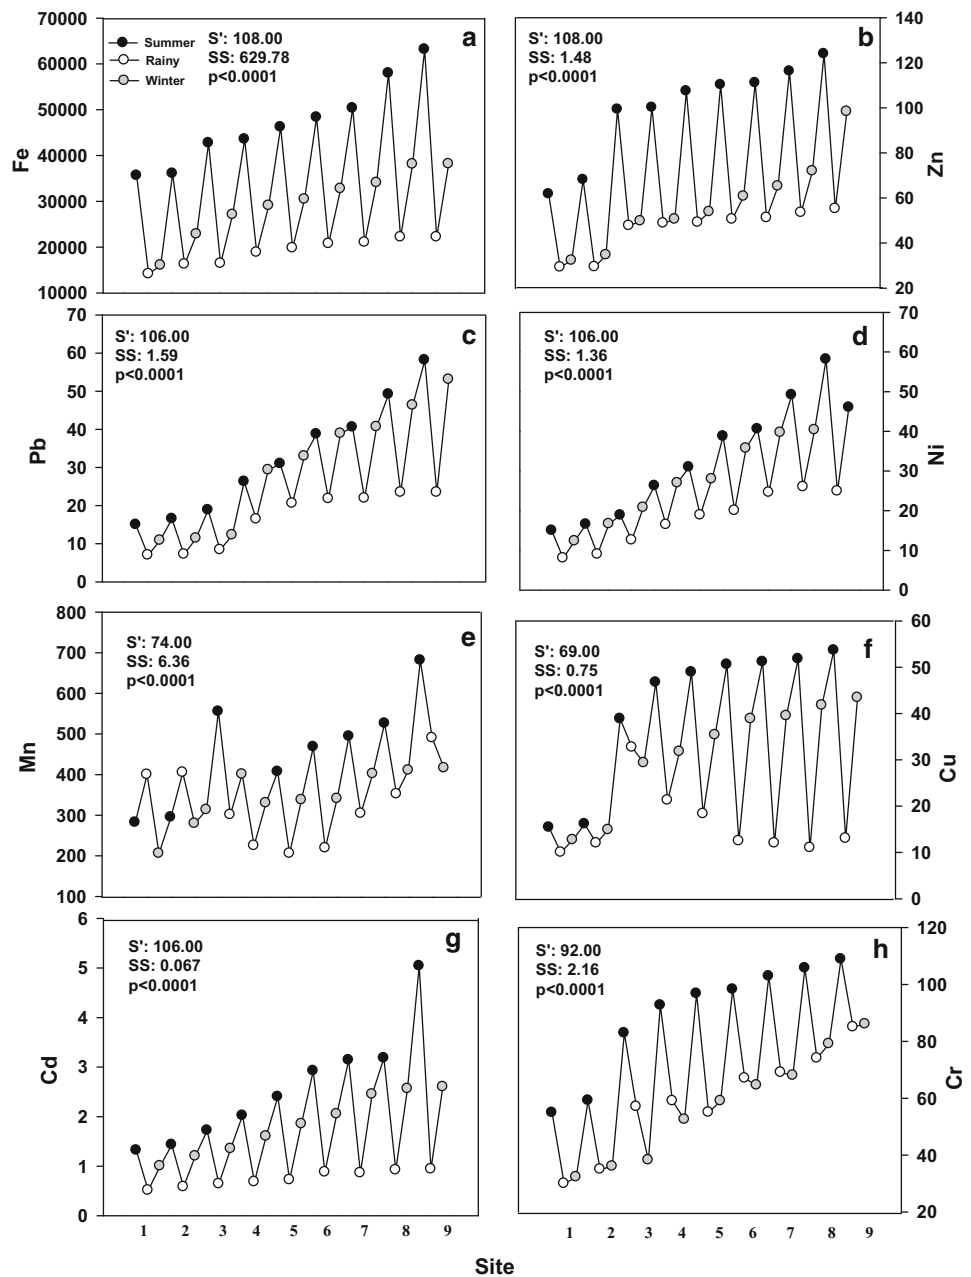 70000
60000
50000
40000
30000
20000
10000
Fe
Summer
Rainy
Winter
S': 108.00
SS: 629.78
p<0.0001
a
S': 108.00
SS: 1.48
p<0.0001
b
140
120
100
80
60
40
20
Zn
70
60
50
40
30
20
10
0
Pb
S': 106.00
SS: 1.59
p<0.0001
c
S': 106.00
SS: 1.36
p<0.0001
d
70
60
50
40
30
20
10
0
Ni
800
700
600
500
400
300
200
100
Mn
S': 74.00
SS: 6.36
p<0.0001
e
S': 69.00
SS: 0.75
p<0.0001
f
60
50
40
30
20
10
0
Cu
6
5
4
3
2
1
0
Cd
S': 106.00
SS: 0.067
p<0.0001
g
1 2 3 4 5 6 7 8 9
S': 92.00
SS: 2.16
p<0.0001
h
120
100
80
60
40
20
Cr
1 2 3 4 5 6 7 8 9
Site